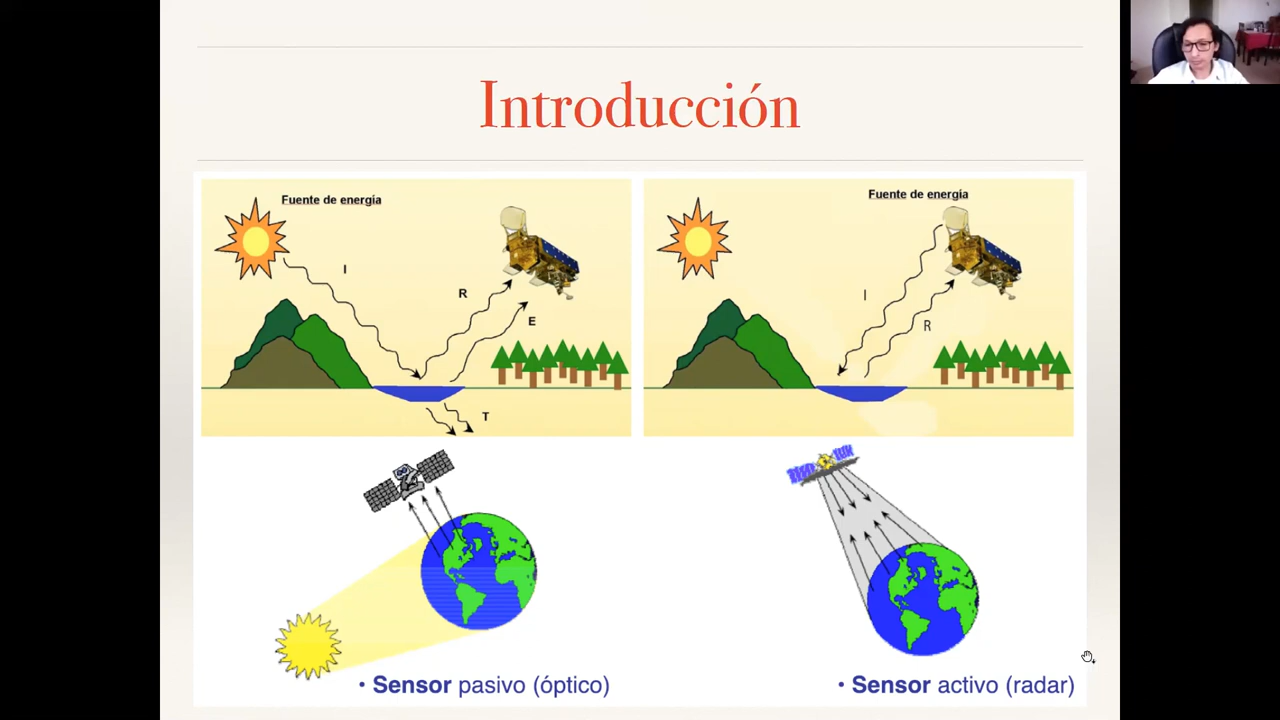 Introducción
Fuente de energía
I
R
E
T
Fuente de energía
I
R
• Sensor pasivo (óptico)
• Sensor activo (radar)